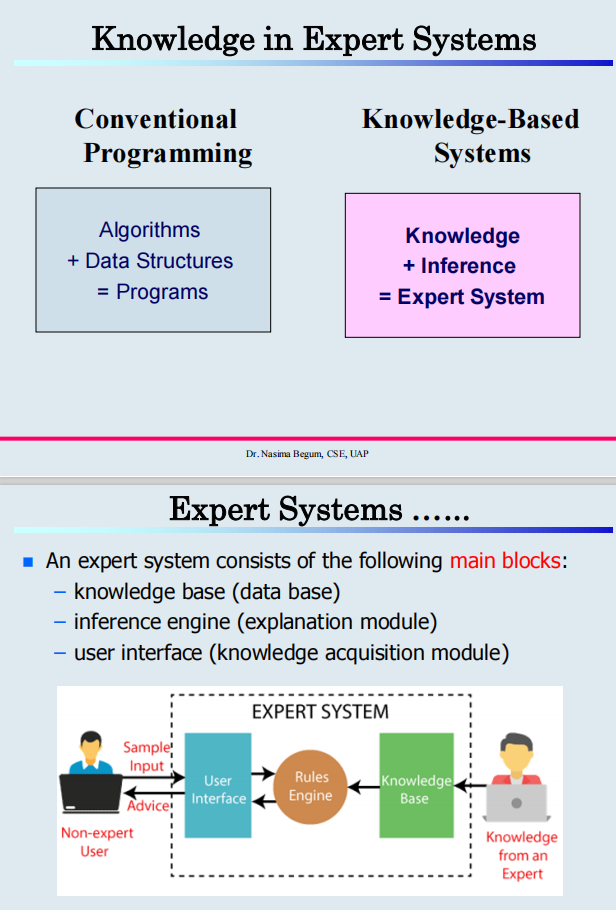 Knowledge in Expert Systems
Conventional
Programming
Algorithms
+ Data Structures
= Programs
Knowledge-Based
Systems
Knowledge
+ Inference
= Expert System
Dr. Nasima Begum, CSE, UAP
Expert Systems ......
An expert system consists of the following main blocks:
– knowledge base (data base)
– inference engine (explanation module)
– user interface (knowledge acquisition module)
EXPERT SYSTEM
Sample
Input
Advice
Non-expert
User
User
Interface
Rules
Engine
Knowledge
Base
Knowledge
from an
Expert